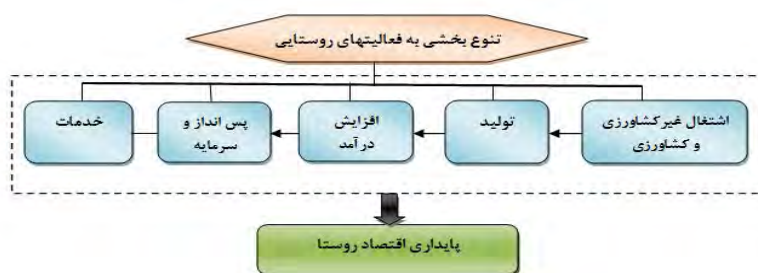 تنوع بخشی به فعالیتهای روستایی
اشتغال غیرکشاورزی
و کشاورزی
تولید
افزایش
درآمد
پس انداز و
سرمایه
خدمات
پایداری اقتصاد روستا